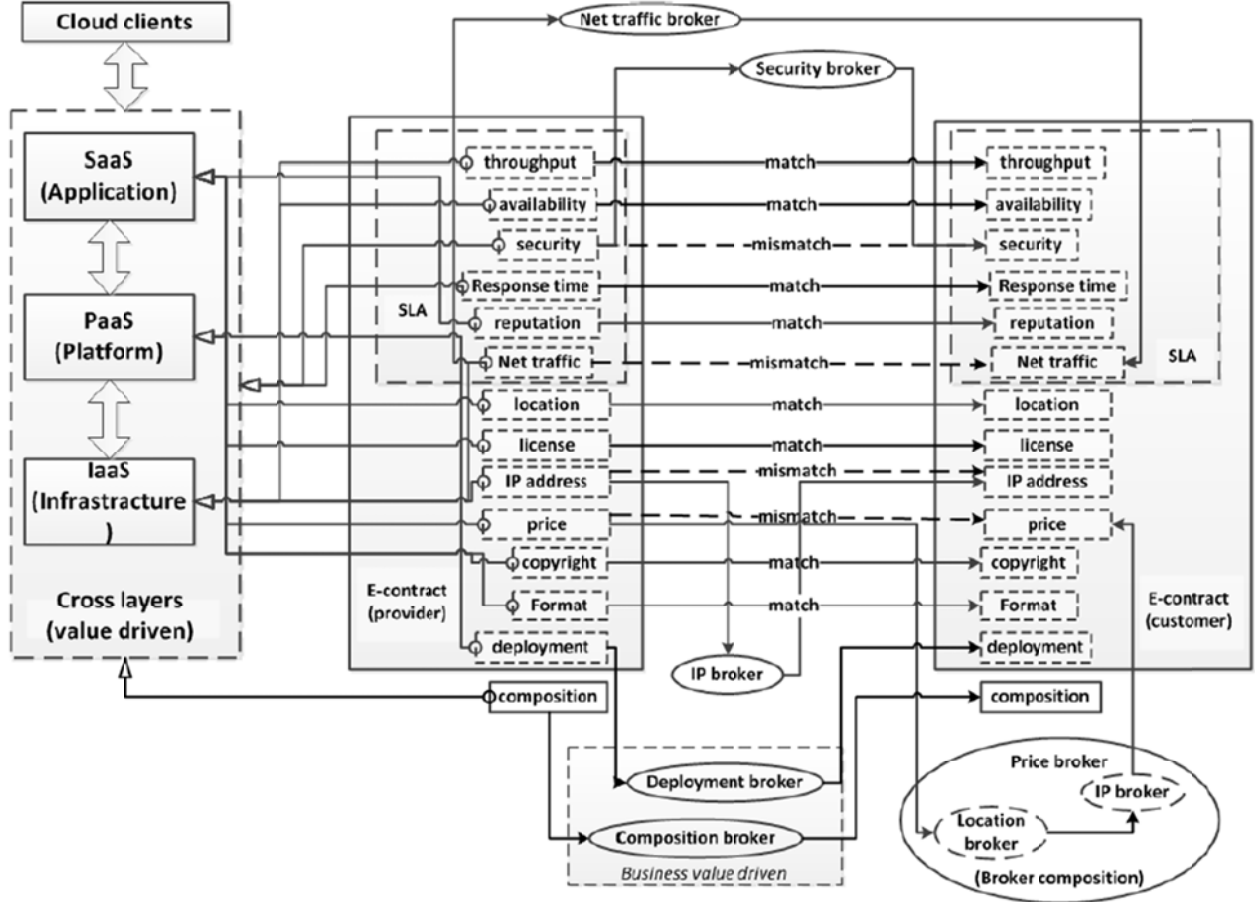 Cloud clients
SaaS
(Application)
PaaS
(Platform)
IaaS
(Infrastracture
)
Cross layers
(value driven)
Net traffic broker
Security broker
throughput
match
throughput
availability
match
availability
security
mismatch
security
Response time
match
Response time
SLA
reputation
match
reputation
Net traffic
mismatch
Net traffic
SLA
location
match
location
license
match
license
IP address
mismatch
IP address
price
mismatch
price
copyright
match
copyright
E-contract
(provider)
Format
match
Format
E-contract
(customer)
deployment
deployment
IP broker
composition
composition
Deployment broker
Composition broker
Business value driven
Price broker
IP broker
Location
broker
(Broker composition)